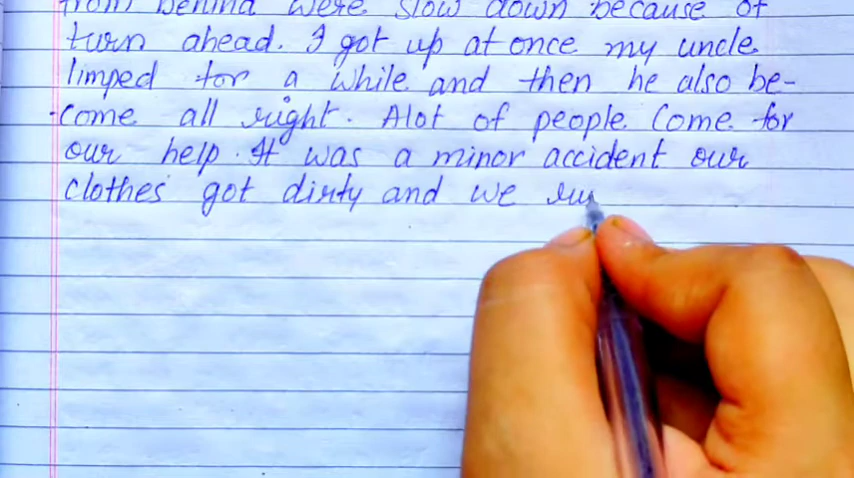 from behind were slow down because of
turn ahead. I got up at once my uncle
limped for a while and then he also be-
come all right. Alot of people come for
our help. It was a minor accident our
clothes got dirty and we